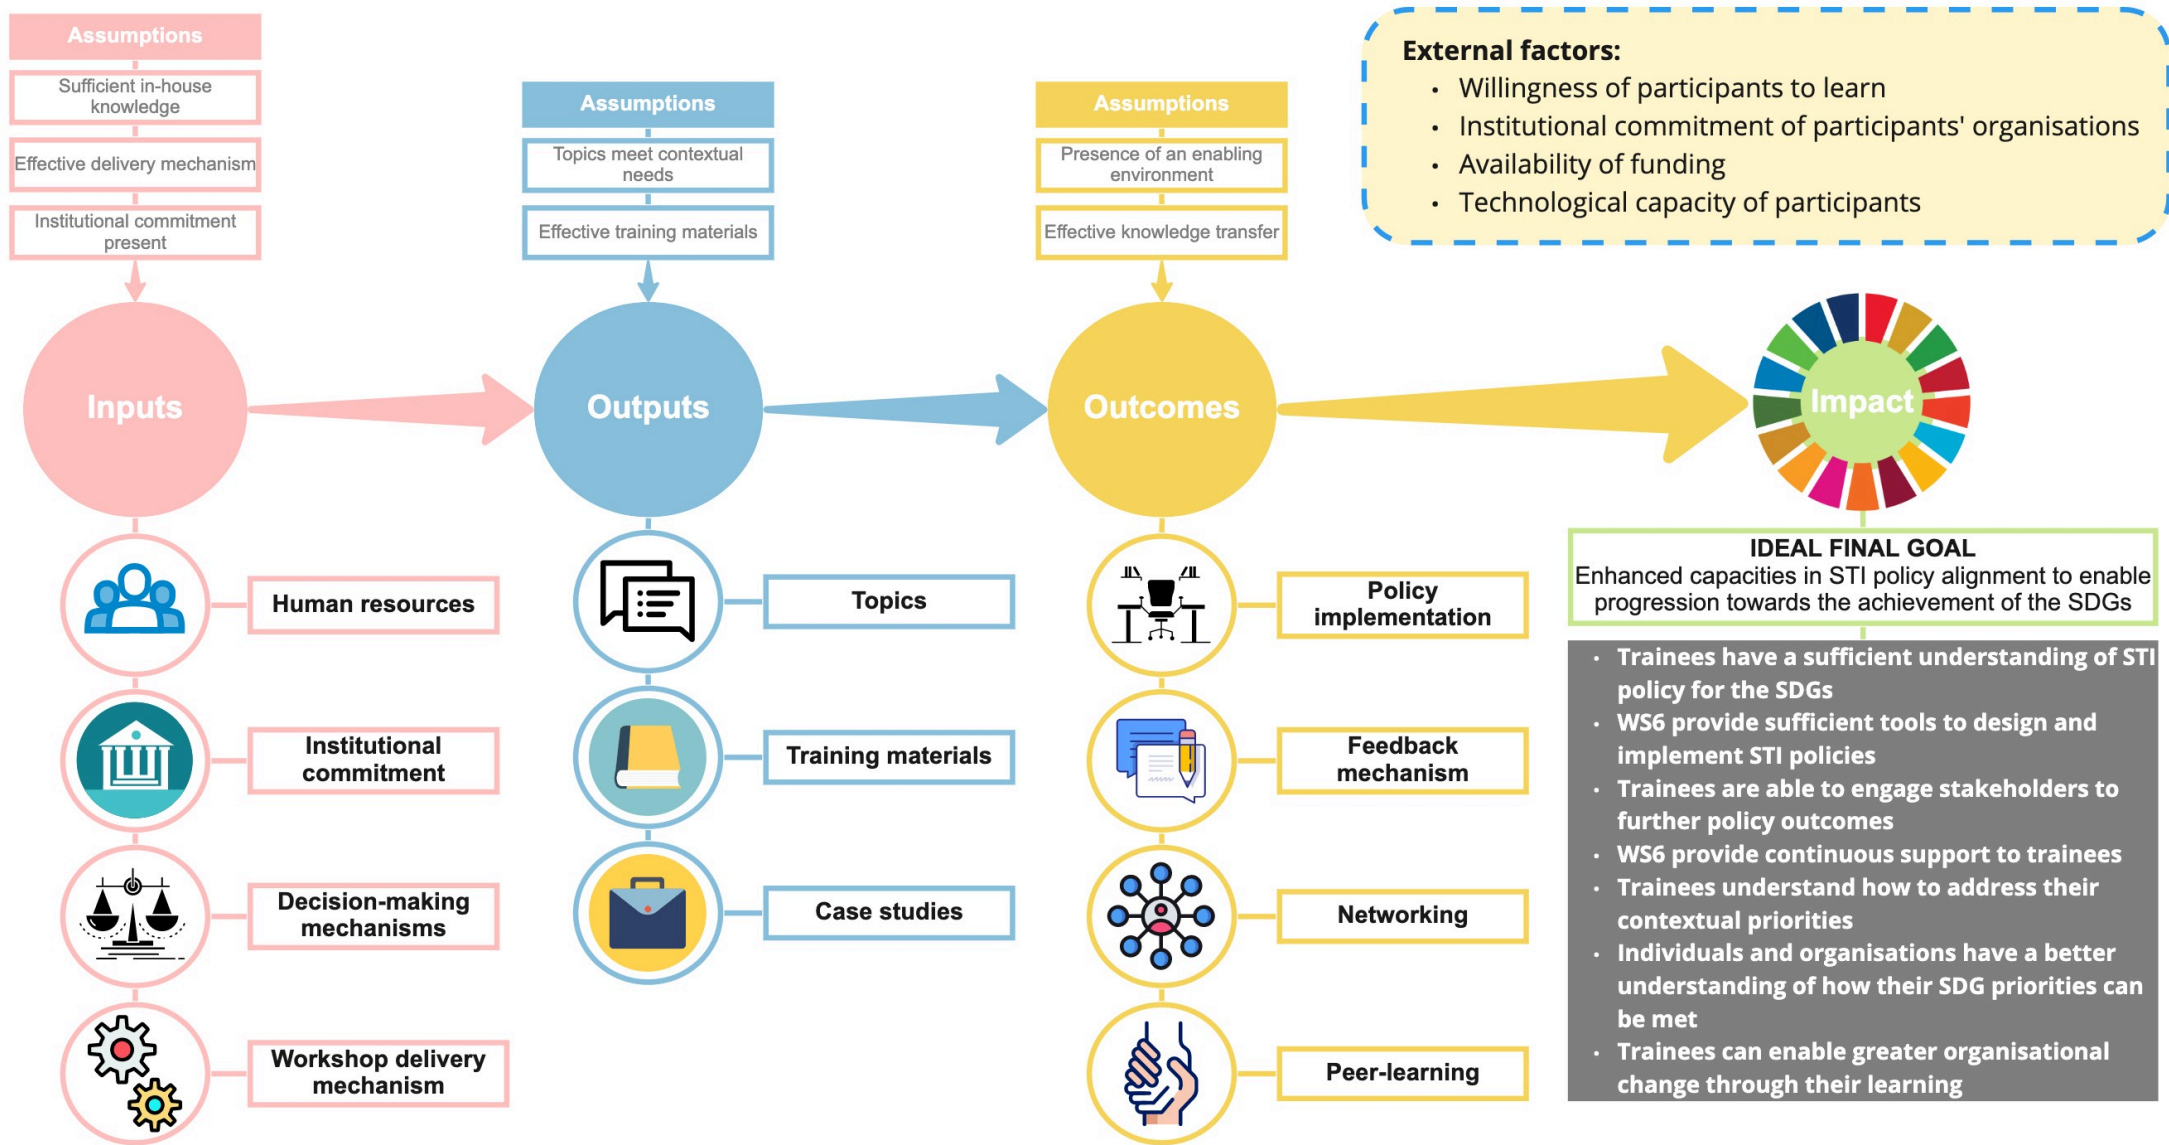 Assumptions
Sufficient in-house
knowledge
Effective delivery mechanism
Institutional commitment
present
Inputs
Human resources
Institutional
commitment
Decision-making
mechanisms
Workshop delivery
mechanism
Assumptions
Topics meet contextual
needs
Effective training materials
Outputs
Topics
Training materials
Case studies
Assumptions
Presence of an enabling
environment
Effective knowledge transfer
Outcomes
Policy
implementation
Feedback
mechanism
Networking
Peer-learning
External factors:
• Willingness of participants to learn
• Institutional commitment of participants' organisations
• Availability of funding
• Technological capacity of participants
Impact
IDEAL FINAL GOAL
Enhanced capacities in STI policy alignment to enable
progression towards the achievement of the SDGs
• Trainees have a sufficient understanding of STI
policy for the SDGs
• WS6 provide sufficient tools to design and
implement STI policies
• Trainees are able to engage stakeholders to
further policy outcomes
• WS6 provide continuous support to trainees
• Trainees understand how to address their
contextual priorities
• Individuals and organisations have a better
understanding of how their SDG priorities can
be met
• Trainees can enable greater organisational
change through their learning